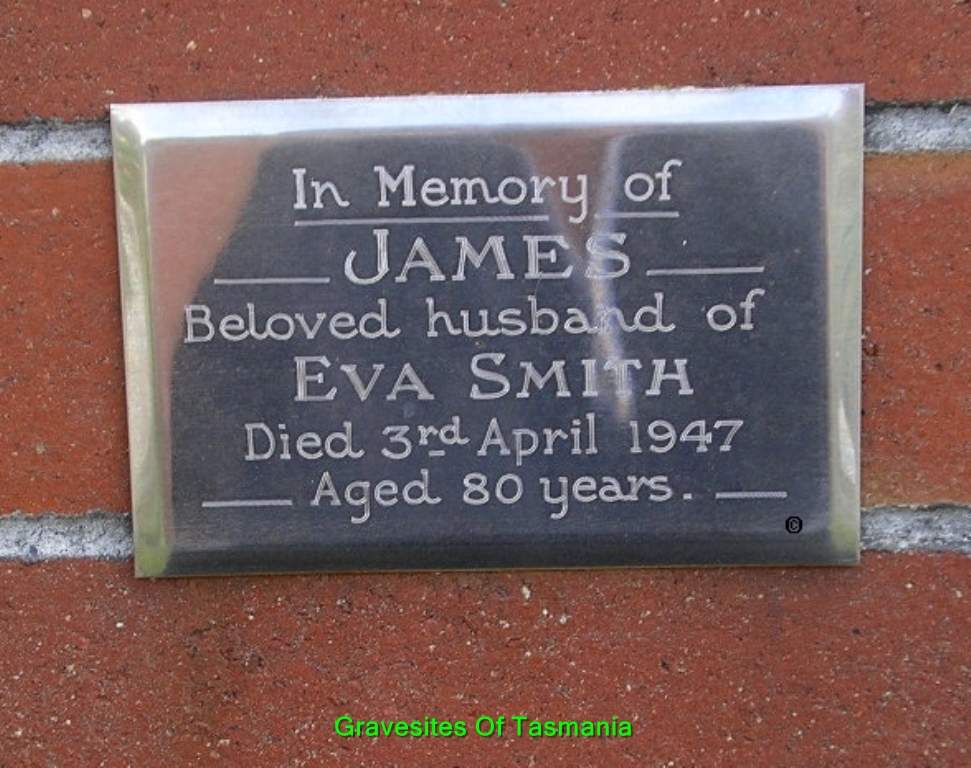 In Memory of
JAMES
Beloved husband of
EVA SMITH
Died 3rd April 1947
Aged 80 years.
©
Gravesites Of Tasmania